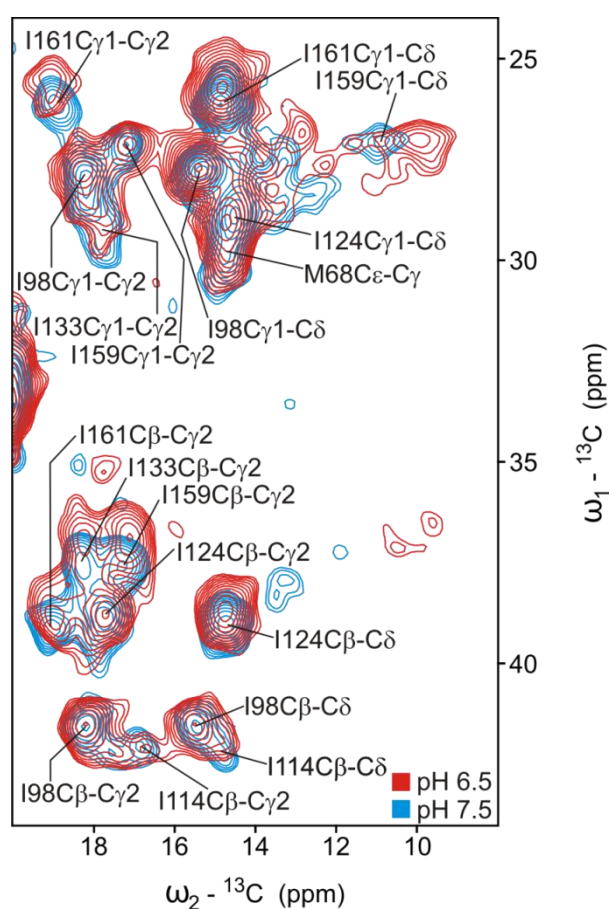 I161Cγ1-Cγ2
I161Cγ1-Cδ
I159Cγ1-Cδ
25
I124Cγ1-Cδ
M68Cε-Cγ
I98Cγ1-Cγ2
30
I133Cγ1-Cγ2
I98Cγ1-Cδ
I159Cγ1-Cγ2
ω1 - 13C (ppm)
I161Cβ-Cγ2
35
I133Cβ-Cγ2
I159Cβ-Cγ2
I124Cβ-Cγ2
I124Cβ-Cδ
40
I98Cβ-Cδ
I114Cβ-Cδ
I98Cβ-Cγ2
I114Cβ-Cγ2
pH 6.5
pH 7.5
18 16 14 12 10
ω2 - 13C (ppm)